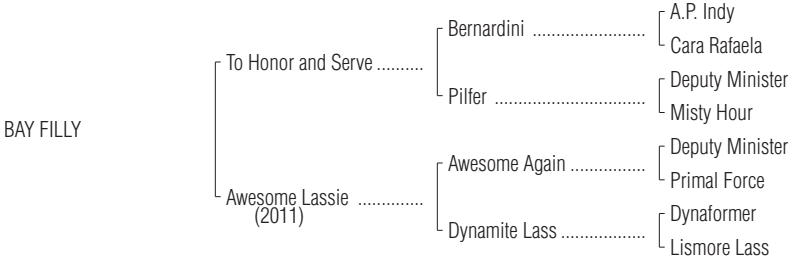 A.P. Indy
Bernardini ........................
Cara Rafaela
To Honor and Serve ..........
Deputy Minister
Pilfer ................................
Misty Hour
BAY FILLY
Deputy Minister
Awesome Again ................
Primal Force
Awesome Lassie ..............
(2011)
Dynaformer
Dynamite Lass ..................
Lismore Lass